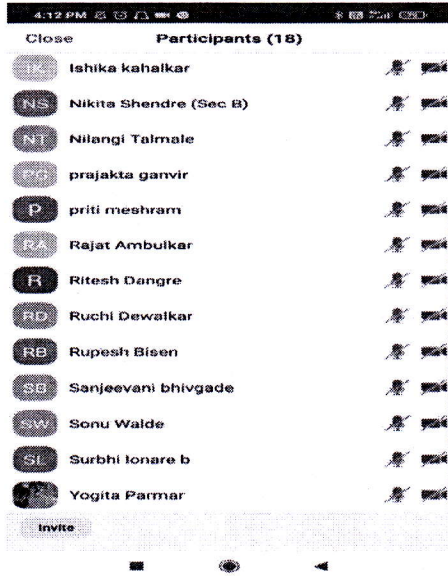 4:12 PM
Close Participants (18)
IK Ishika kahalkar
NS Nikita Shendre (Sec B)
NT Nilangi Talmale
PG prajakta ganvir
P priti meshram
RA Rajat Ambulkar
R Ritesh Dangre
RD Ruchi Dewalkar
RB Rupesh Bisen
SB Sanjeevani bhivgade
SW Sonu Walde
SL Surbhi lonare b
Yogita Parmar
Invite